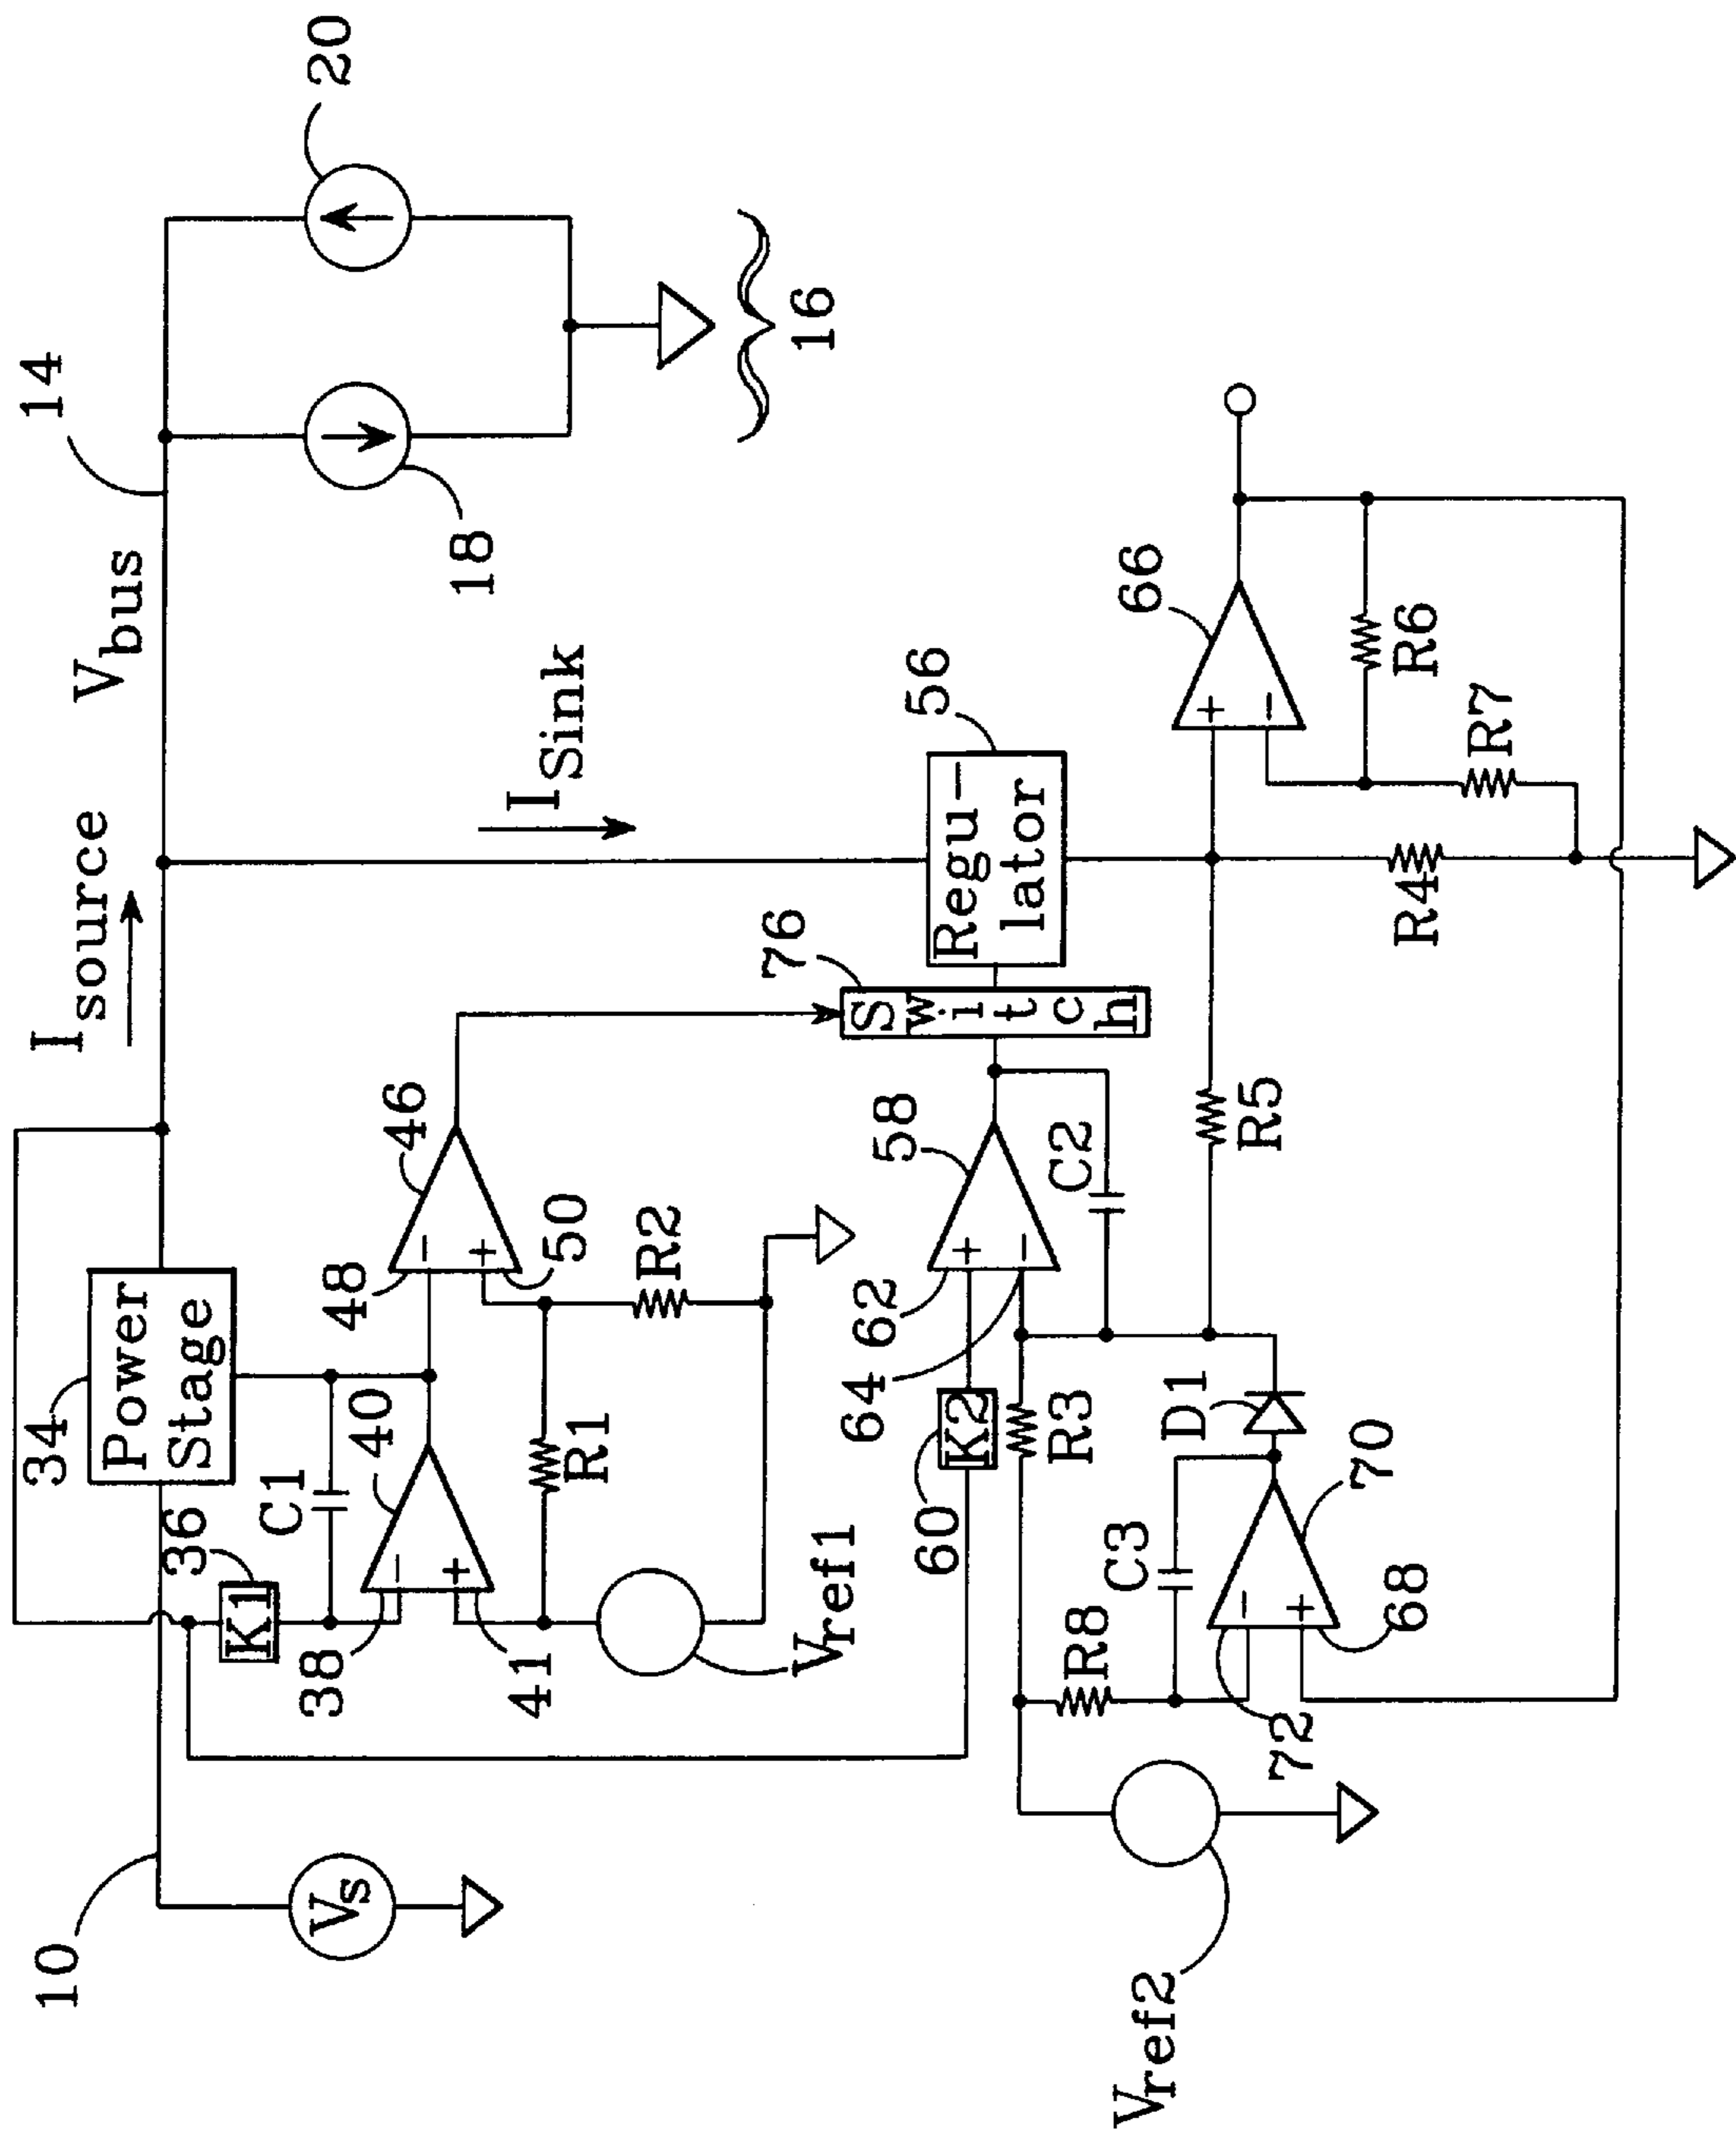 10
Vs
34
Power
Stage
36
K1
C1
38
40
41
R1
Vref1
48
46
50
R2
Isource
Vbus
14
18
20
16
ISink
76
Switch
56
Regu-
lator
60
K2
62
64
58
C2
R3
R5
Vref2
R8
C3
72
68
70
D1
66
R6
R7
R4